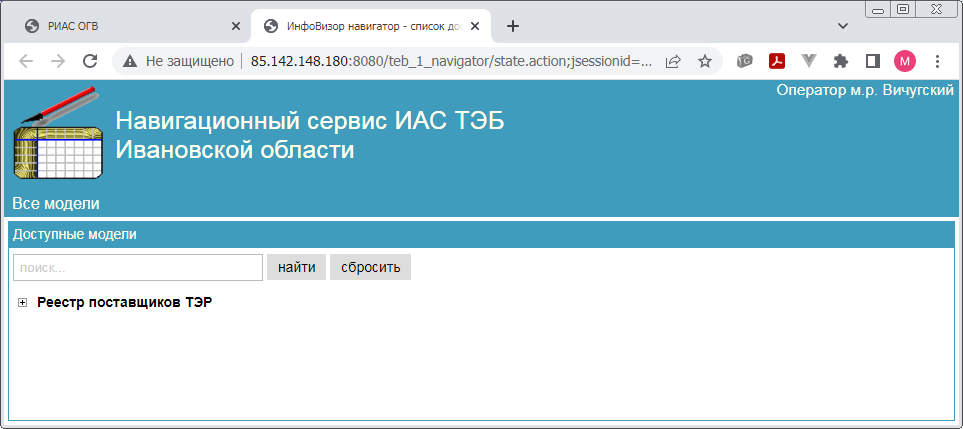 РИАС ОГВ
ИнфоВизор навигатор - список до
Не защищено
85.142.148.180:8080/teb_1_navigator/state.action;jsessionid=...
M
Оператор м.р. Вичугский
Навигационный сервис ИАС ТЭБ
Ивановской области
Все модели
Доступные модели
поиск...
найти
сбросить
Реестр поставщиков ТЭР